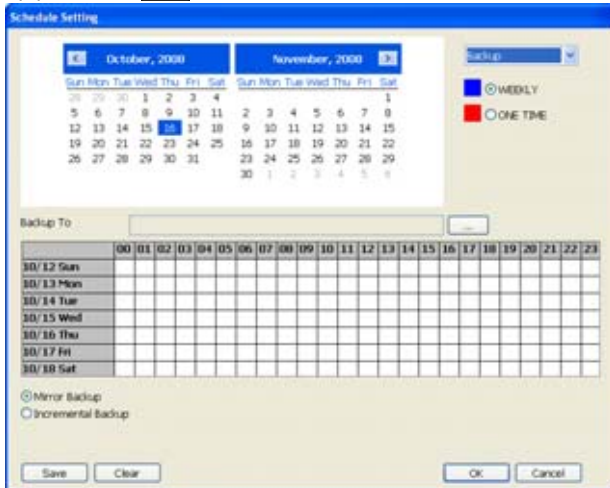 Schedule Setting
October, 2008 November, 2008 Backup
Sun Mon Tue Wed Thu Fri Sat Sun Mon Tue Wed Thu Fri Sat
28 29 30 1 2 3 4 1
WEEKLY
5 6 7 8 9 10 11 2 3 4 5 6 7 8
ONE TIME
12 13 14 15 16 17 18 9 10 11 12 13 14 15
19 20 21 22 23 24 25 16 17 18 19 20 21 22
26 27 28 29 30 31 23 24 25 26 27 28 29
30 1 2 3 4 5 6
Backup To ...
00 01 02 03 04 05 06 07 08 09 10 11 12 13 14 15 16 17 18 19 20 21 22 23
10/12 Sun
10/13 Mon
10/14 Tue
10/15 Wed
10/16 Thu
10/17 Fri
10/18 Sat
Mirror Backup
Incremental Backup
Save Clear OK Cancel